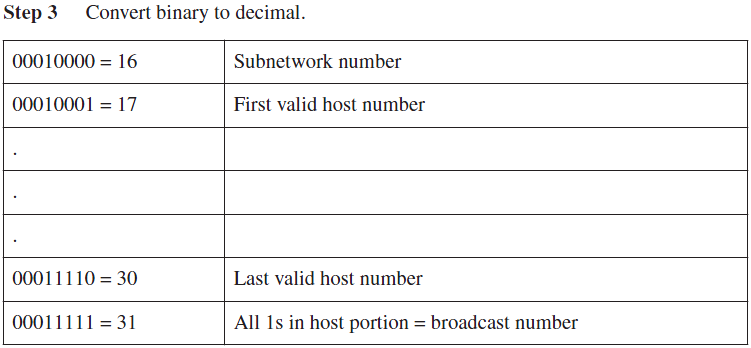 Step 3 Convert binary to decimal.
00010000 = 16 Subnetwork number
00010001 = 17 First valid host number
.
.
.
00011110 = 30 Last valid host number
00011111 = 31 All 1s in host portion = broadcast number